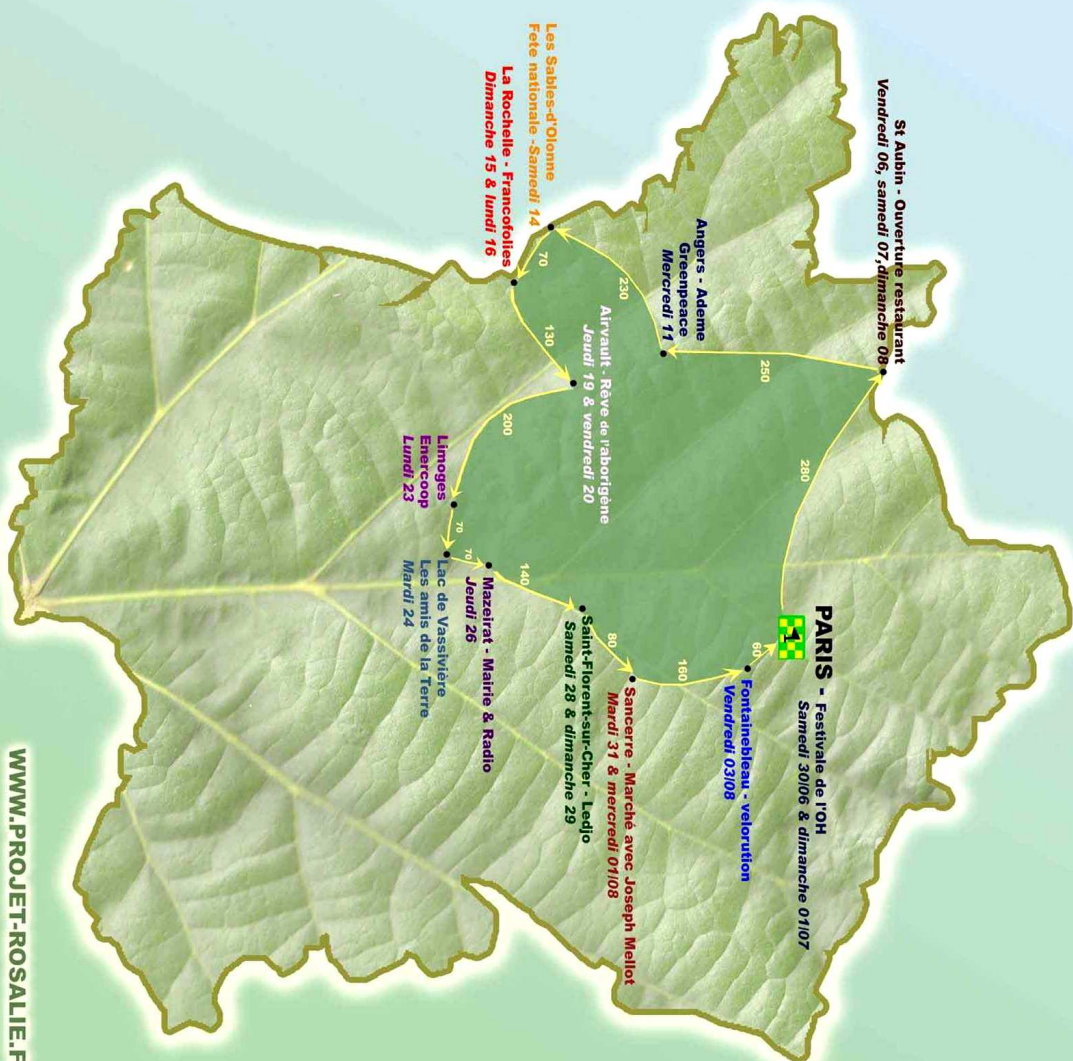 St Aubin - Ouverture restaurant
Vendredi 06, samedi 07,dimanche 08
PARIS - Festivale de l'OH
Samedi 30/06 & dimanche 01/07
1
280
60
Fontainebleau - velorution
Vendredi 03/08
250
Angers - Ademe
Greenpeace
Mercredi 11
160
230
Sancerre - Marché avec Joseph Mellot
Mardi 31 & mercredi 01/08
80
Airvault - Rêve de l'aborigène
Jeudi 19 & vendredi 20
Saint-Florent-sur-Cher - Ledjo
Samedi 28 & dimanche 29
Les Sables-d'Olonne
Fete nationale -Samedi 14
70
130
140
La Rochelle - Francofolies
Dimanche 15 & lundi 16
200
Mazeirat - Mairie & Radio
Jeudi 26
70
70
Limoges
Enercoop
Lundi 23
Lac de Vassivière
Les amis de la Terre
Mardi 24
WWW.PROJET-ROSALIE.F